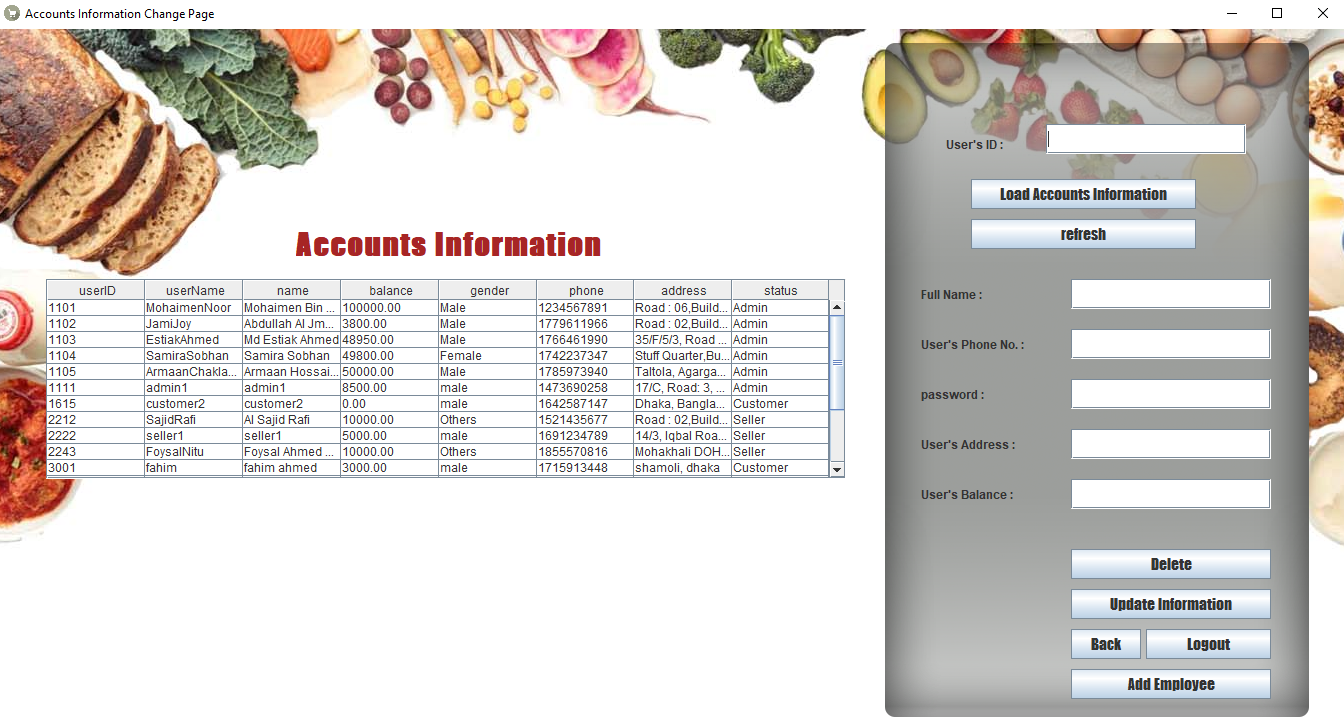 Accounts Information Change Page
Accounts Information
userID userName name balance gender phone address status
1101 MohaimenNoor Mohaimen Bin ... 100000.00 Male 1234567891 Road : 06,Build... Admin
1102 JamiJoy Abdullah Al Jm... 3800.00 Male 1779611966 Road : 02,Build... Admin
1103 EstiakAhmed Md Estiak Ahmed 48950.00 Male 1766461990 35/F/5/3, Road ... Admin
1104 SamiraSobhan Samira Sobhan 49800.00 Female 1742237347 Stuff Quarter,Bu... Admin
1105 ArmaanChakla... Armaan Hossai... 50000.00 Male 1785973940 Taltola, Agarga... Admin
1111 admin1 admin1 8500.00 male 1473690258 17/C, Road: 3, ... Admin
1615 customer2 customer2 0.00 male 1642587147 Dhaka, Bangla... Customer
2212 SajidRafi Al Sajid Rafi 10000.00 Others 1521435677 Road : 02,Build... Seller
2222 seller1 seller1 5000.00 male 1691234789 14/3, Iqbal Roa... Seller
2243 FoysalNitu Foysal Ahmed ... 10000.00 Others 1855570816 Mohakhali DOH... Seller
3001 fahim fahim ahmed 3000.00 male 1715913448 shamoli, dhaka Customer
User's ID :
Load Accounts Information
refresh
Full Name :
User's Phone No. :
password :
User's Address :
User's Balance :
Delete
Update Information
Back Logout
Add Employee